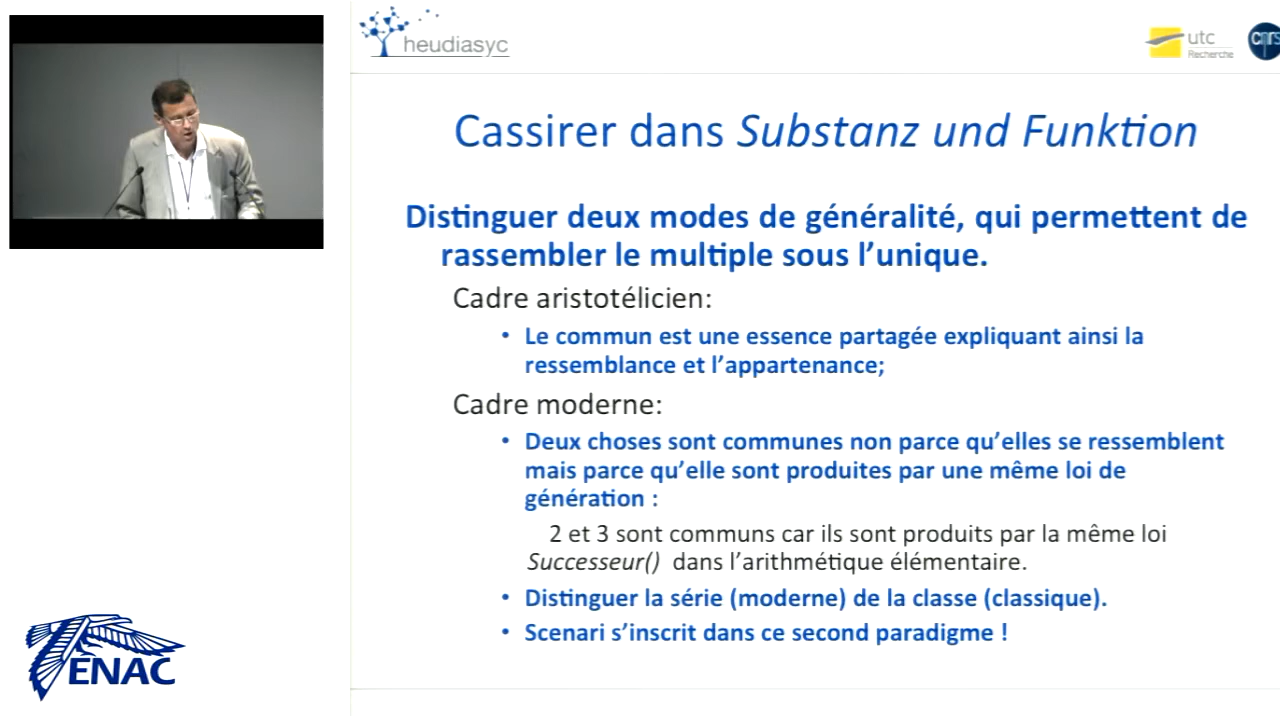 heudiasyc
utc
Recherche
cnrs
Cassirer dans Substanz und Funktion
Distinguer deux modes de généralité, qui permettent de
rassembler le multiple sous l’unique.
Cadre aristotélicien:
• Le commun est une essence partagée expliquant ainsi la
ressemblance et l’appartenance;
Cadre moderne:
• Deux choses sont communes non parce qu’elles se ressemblent
mais parce qu’elle sont produites par une même loi de
génération :
2 et 3 sont communs car ils sont produits par la même loi
Successeur() dans l’arithmétique élémentaire.
• Distinguer la série (moderne) de la classe (classique).
• Scenari s’inscrit dans ce second paradigme !
ENAC